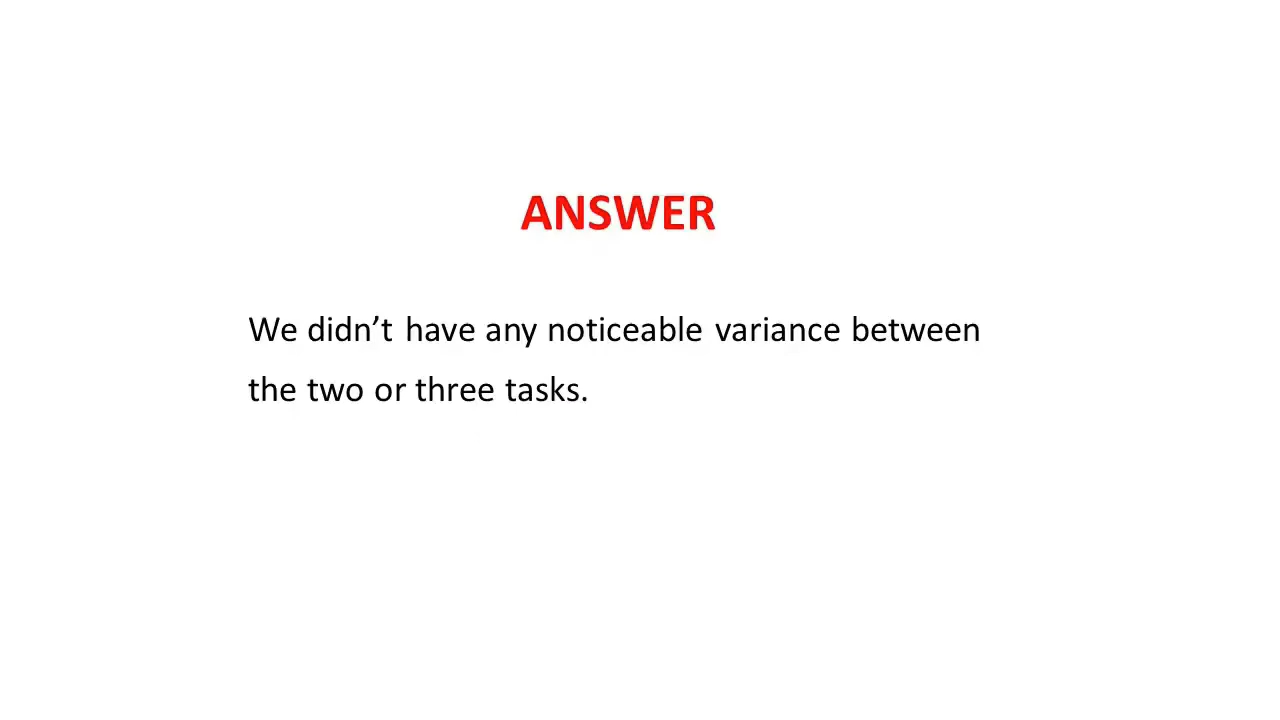 ANSWER
We didn’t have any noticeable variance between
the two or three tasks.